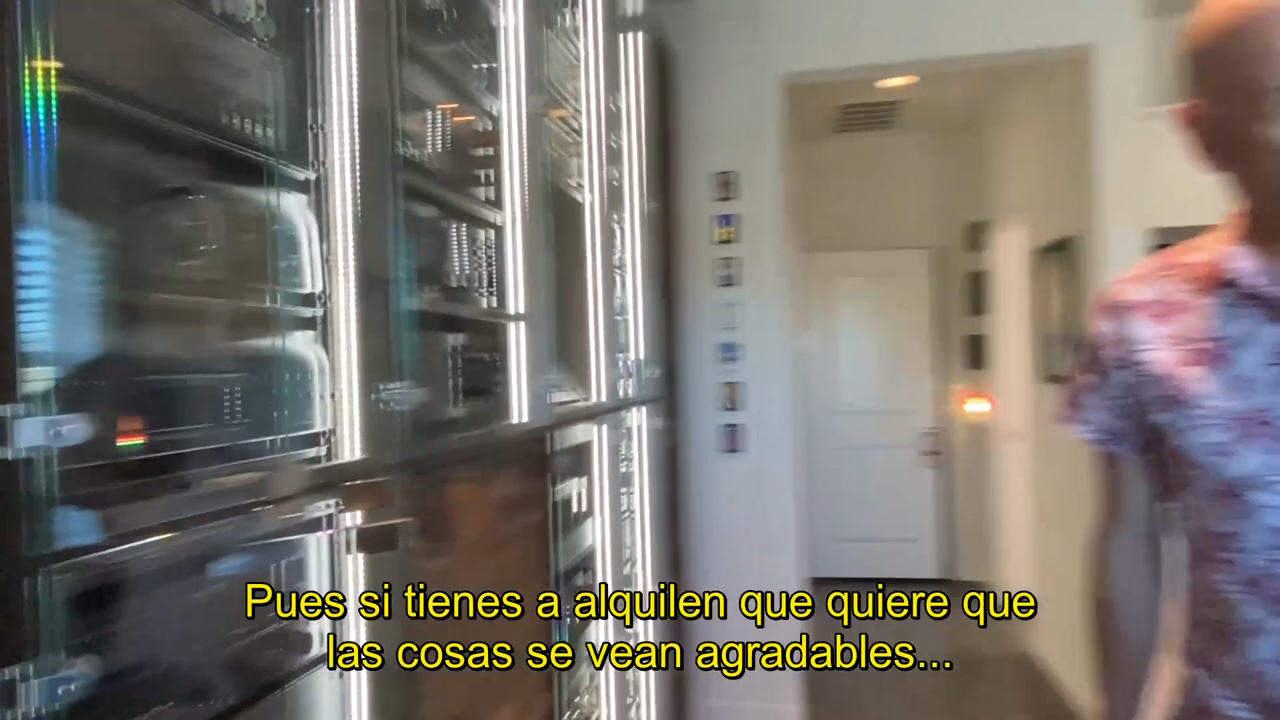 Pues si tienes a alquilen que quiere que
las cosas se vean agradables...